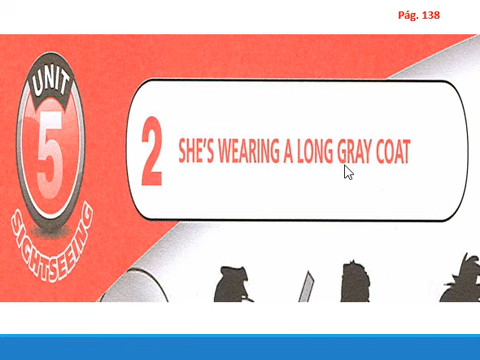 Pág. 138
UNIT
5
SIGHTSEEING
2 SHE'S WEARING A LONG GRAY COAT